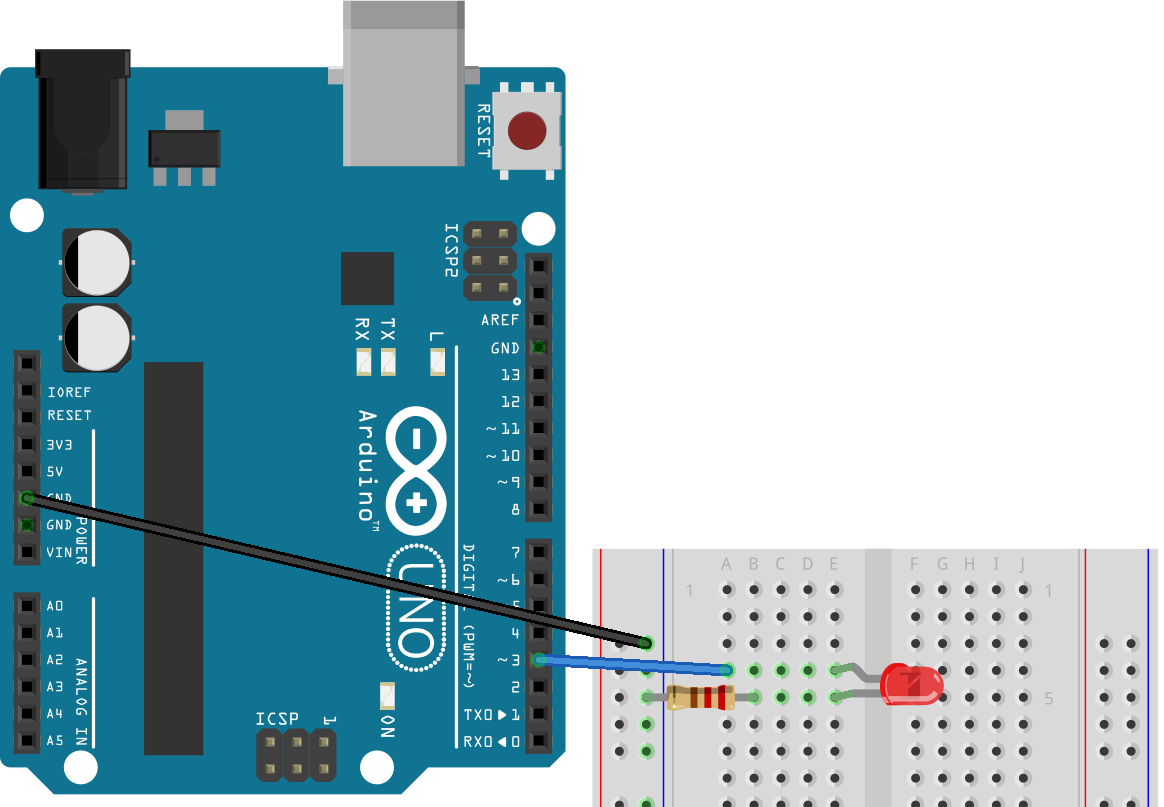 RESET
ICSP2
AREF
GND
RX
TX
L
13
12
~11
~10
~9
8
IOREF
RESET
3V3
5V
GND
GND
VIN
POWER
Arduino™
UNO
7
~6
5
4
~3
2
TX0▶1
RX0◀0
DIGITAL (PWM=~)
A0
A1
A2
A3
A4
A5
ANALOG IN
ICSP
1
ON
A B C D E F G H I J
1 1
5